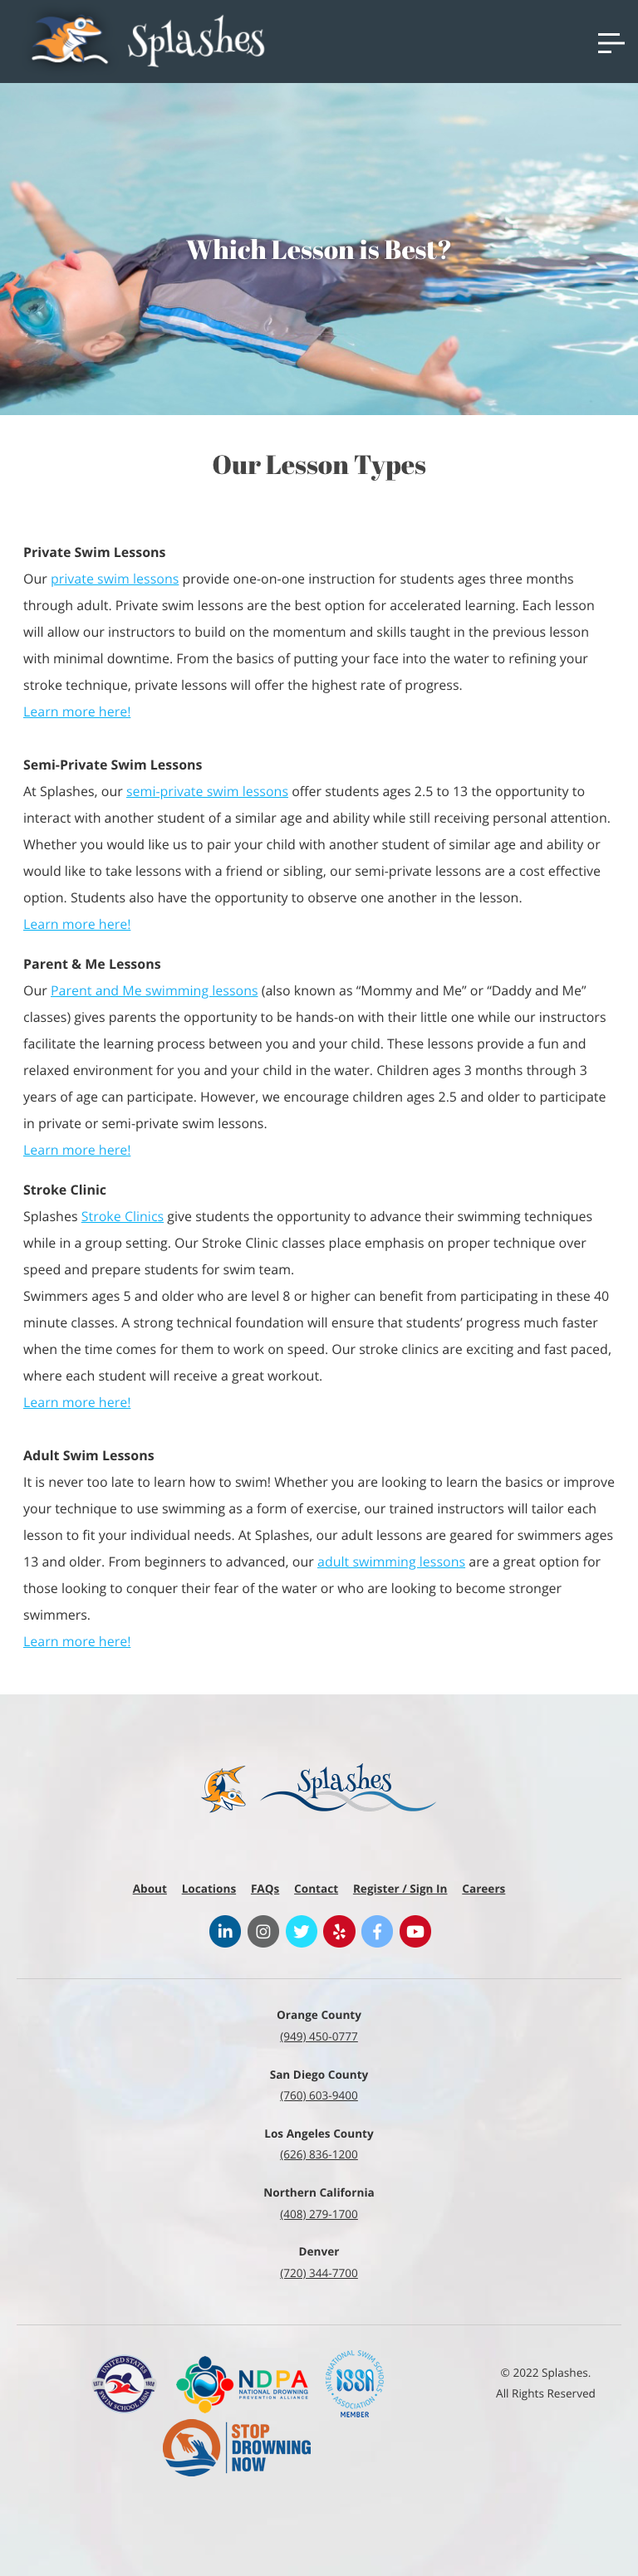 Splashes
Which Lesson is Best?
Our Lesson Types
Private Swim Lessons
Our private swim lessons provide one-on-one instruction for students ages three months
through adult. Private swim lessons are the best option for accelerated learning. Each lesson
will allow our instructors to build on the momentum and skills taught in the previous lesson
with minimal downtime. From the basics of putting your face into the water to refining your
stroke technique, private lessons will offer the highest rate of progress.
Learn more here!
Semi-Private Swim Lessons
At Splashes, our semi-private swim lessons offer students ages 2.5 to 13 the opportunity to
interact with another student of a similar age and ability while still receiving personal attention.
Whether you would like us to pair your child with another student of similar age and ability or
would like to take lessons with a friend or sibling, our semi-private lessons are a cost effective
option. Students also have the opportunity to observe one another in the lesson.
Learn more here!
Parent & Me Lessons
Our Parent and Me swimming lessons (also known as “Mommy and Me” or “Daddy and Me”
classes) gives parents the opportunity to be hands-on with their little one while our instructors
facilitate the learning process between you and your child. These lessons provide a fun and
relaxed environment for you and your child in the water. Children ages 3 months through 3
years of age can participate. However, we encourage children ages 2.5 and older to participate
in private or semi-private swim lessons.
Learn more here!
Stroke Clinic
Splashes Stroke Clinics give students the opportunity to advance their swimming techniques
while in a group setting. Our Stroke Clinic classes place emphasis on proper technique over
speed and prepare students for swim team.
Swimmers ages 5 and older who are level 8 or higher can benefit from participating in these 40
minute classes. A strong technical foundation will ensure that students’ progress much faster
when the time comes for them to work on speed. Our stroke clinics are exciting and fast paced,
where each student will receive a great workout.
Learn more here!
Adult Swim Lessons
It is never too late to learn how to swim! Whether you are looking to learn the basics or improve
your technique to use swimming as a form of exercise, our trained instructors will tailor each
lesson to fit your individual needs. At Splashes, our adult lessons are geared for swimmers ages
13 and older. From beginners to advanced, our adult swimming lessons are a great option for
those looking to conquer their fear of the water or who are looking to become stronger
swimmers.
Learn more here!
Splashes
About Locations FAQs Contact Register / Sign In Careers
Orange County
(949) 450-0777
San Diego County
(760) 603-9400
Los Angeles County
(626) 836-1200
Northern California
(408) 279-1700
Denver
(720) 344-7700
UNITED STATES
SWIM SCHOOL ASSN
NDPA
NATIONAL DROWNING
PREVENTION ALLIANCE
INTERNATIONAL SWIM SCHOOLS
ISSA
ASSOCIATION
MEMBER
© 2022 Splashes.
All Rights Reserved
STOP
DROWNING
NOW